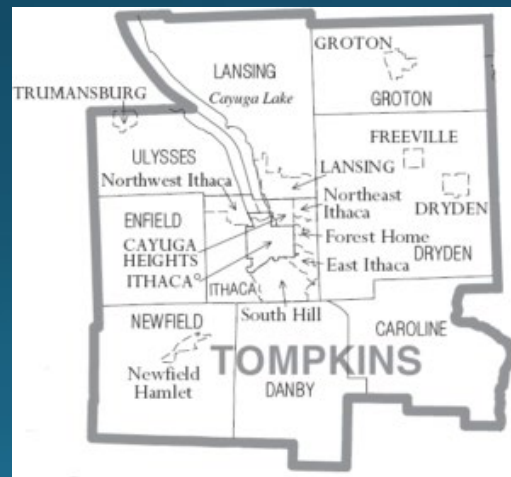 GROTON
LANSING
Cayuga Lake
TRUMANSBURG
GROTON
FREEVILLE
ULYSSES
LANSING
Northwest Ithaca
Northeast
Ithaca
DRYDEN
ENFIELD
CAYUGA
HEIGHTS
Forest Home
DRYDEN
East Ithaca
ITHACA
ITHACA
South Hill
NEWFIELD
CAROLINE
TOMPKINS
Newfield
Hamlet
DANBY